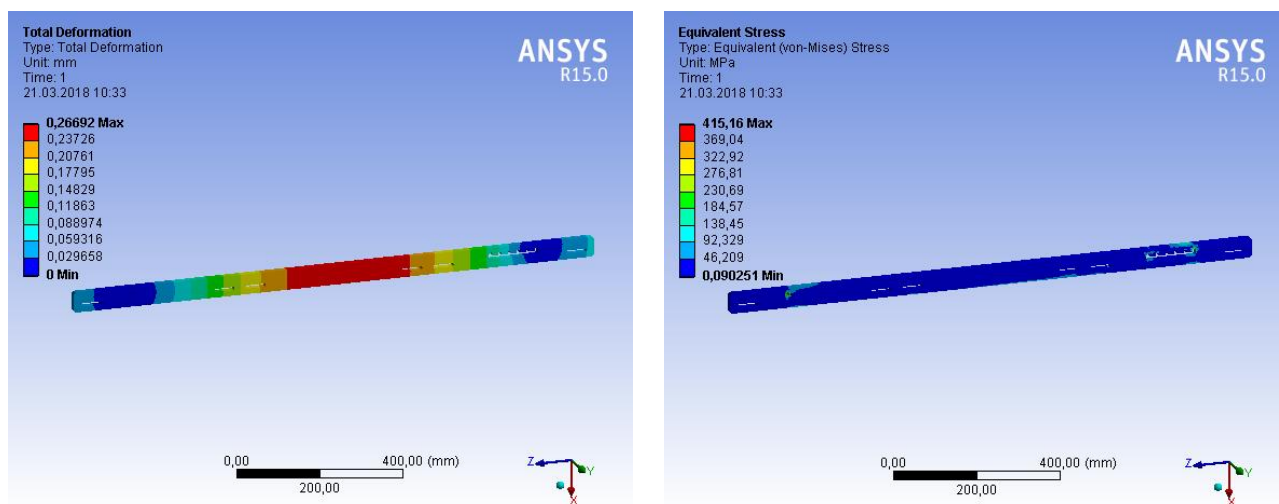 Total Deformation
Type: Total Deformation
Unit: mm
Time: 1
21.03.2018 10:33
ANSYS
R15.0
0,26692 Max
0,23726
0,20761
0,17795
0,14829
0,11863
0,088974
0,059316
0,029658
0 Min
0,00
400,00 (mm)
200,00
Z
Y
X
Equivalent Stress
Type: Equivalent (von-Mises) Stress
Unit: MPa
Time: 1
21.03.2018 10:33
ANSYS
R15.0
415,16 Max
369,04
322,92
276,81
230,69
184,57
138,45
92,329
46,209
0,090251 Min
0,00
400,00 (mm)
200,00
Z
Y
X